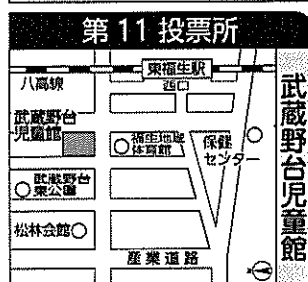 第11投票所
東福生駅
西口
八高線
武蔵野台
児童館
福生地域
体育館
保健
センター
武蔵野台
東公園
松林会館
産業道路
武蔵野台児童館